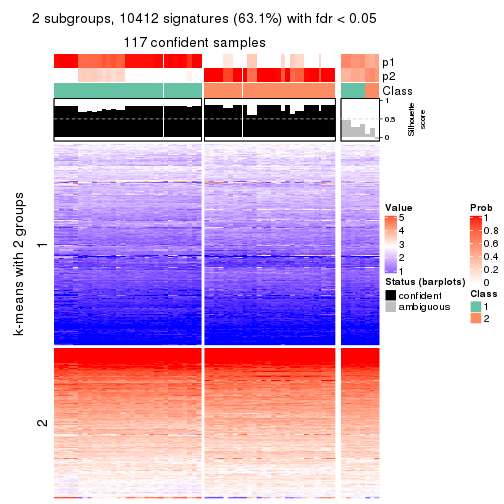 2 subgroups, 10412 signatures (63.1%) with fdr < 0.05
117 confident samples
p1
p2
Class
1
0.5
0
Silhouette
score
k-means with 2 groups
1
2
Value
5
4
3
2
1
Status (barplots)
confident
ambiguous
Prob
1
0.8
0.6
0.4
0.2
0
Class
1
2